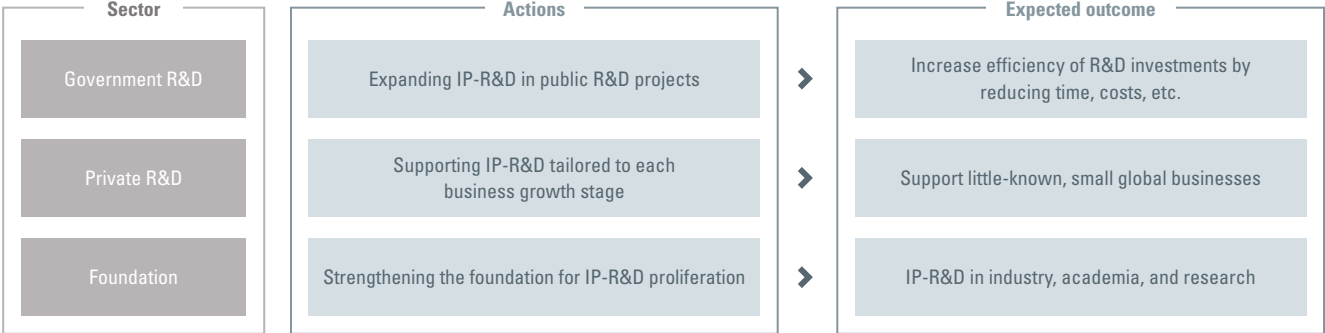 Sector
Actions
Expected outcome
Government R&D
Expanding IP-R&D in public R&D projects
Increase efficiency of R&D investments by
reducing time, costs, etc.
Private R&D
Supporting IP-R&D tailored to each
business growth stage
Support little-known, small global businesses
Foundation
Strengthening the foundation for IP-R&D proliferation
IP-R&D in industry, academia, and research